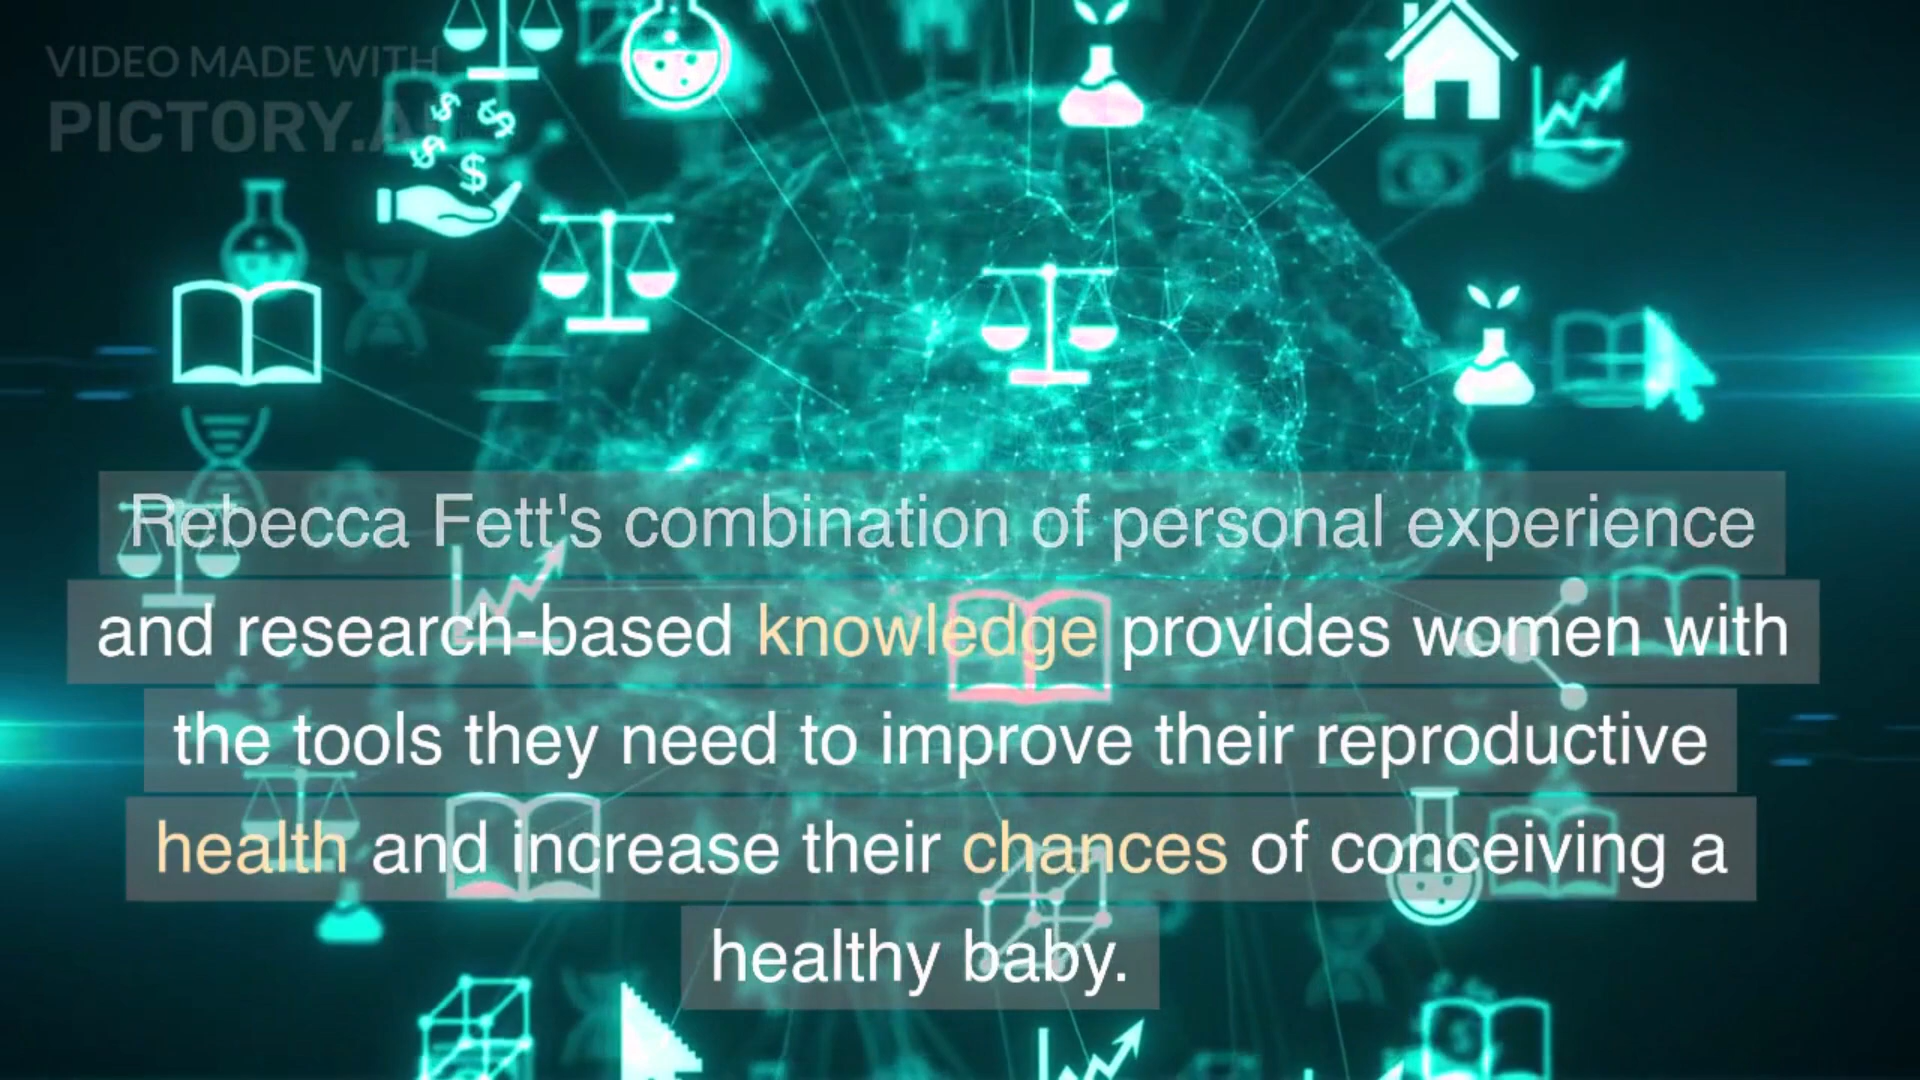 VIDEO MADE WITH
PICTORY.A
Rebecca Fett's combination of personal experience
and research-based knowledge provides women with
the tools they need to improve their reproductive
health and increase their chances of conceiving a
healthy baby.